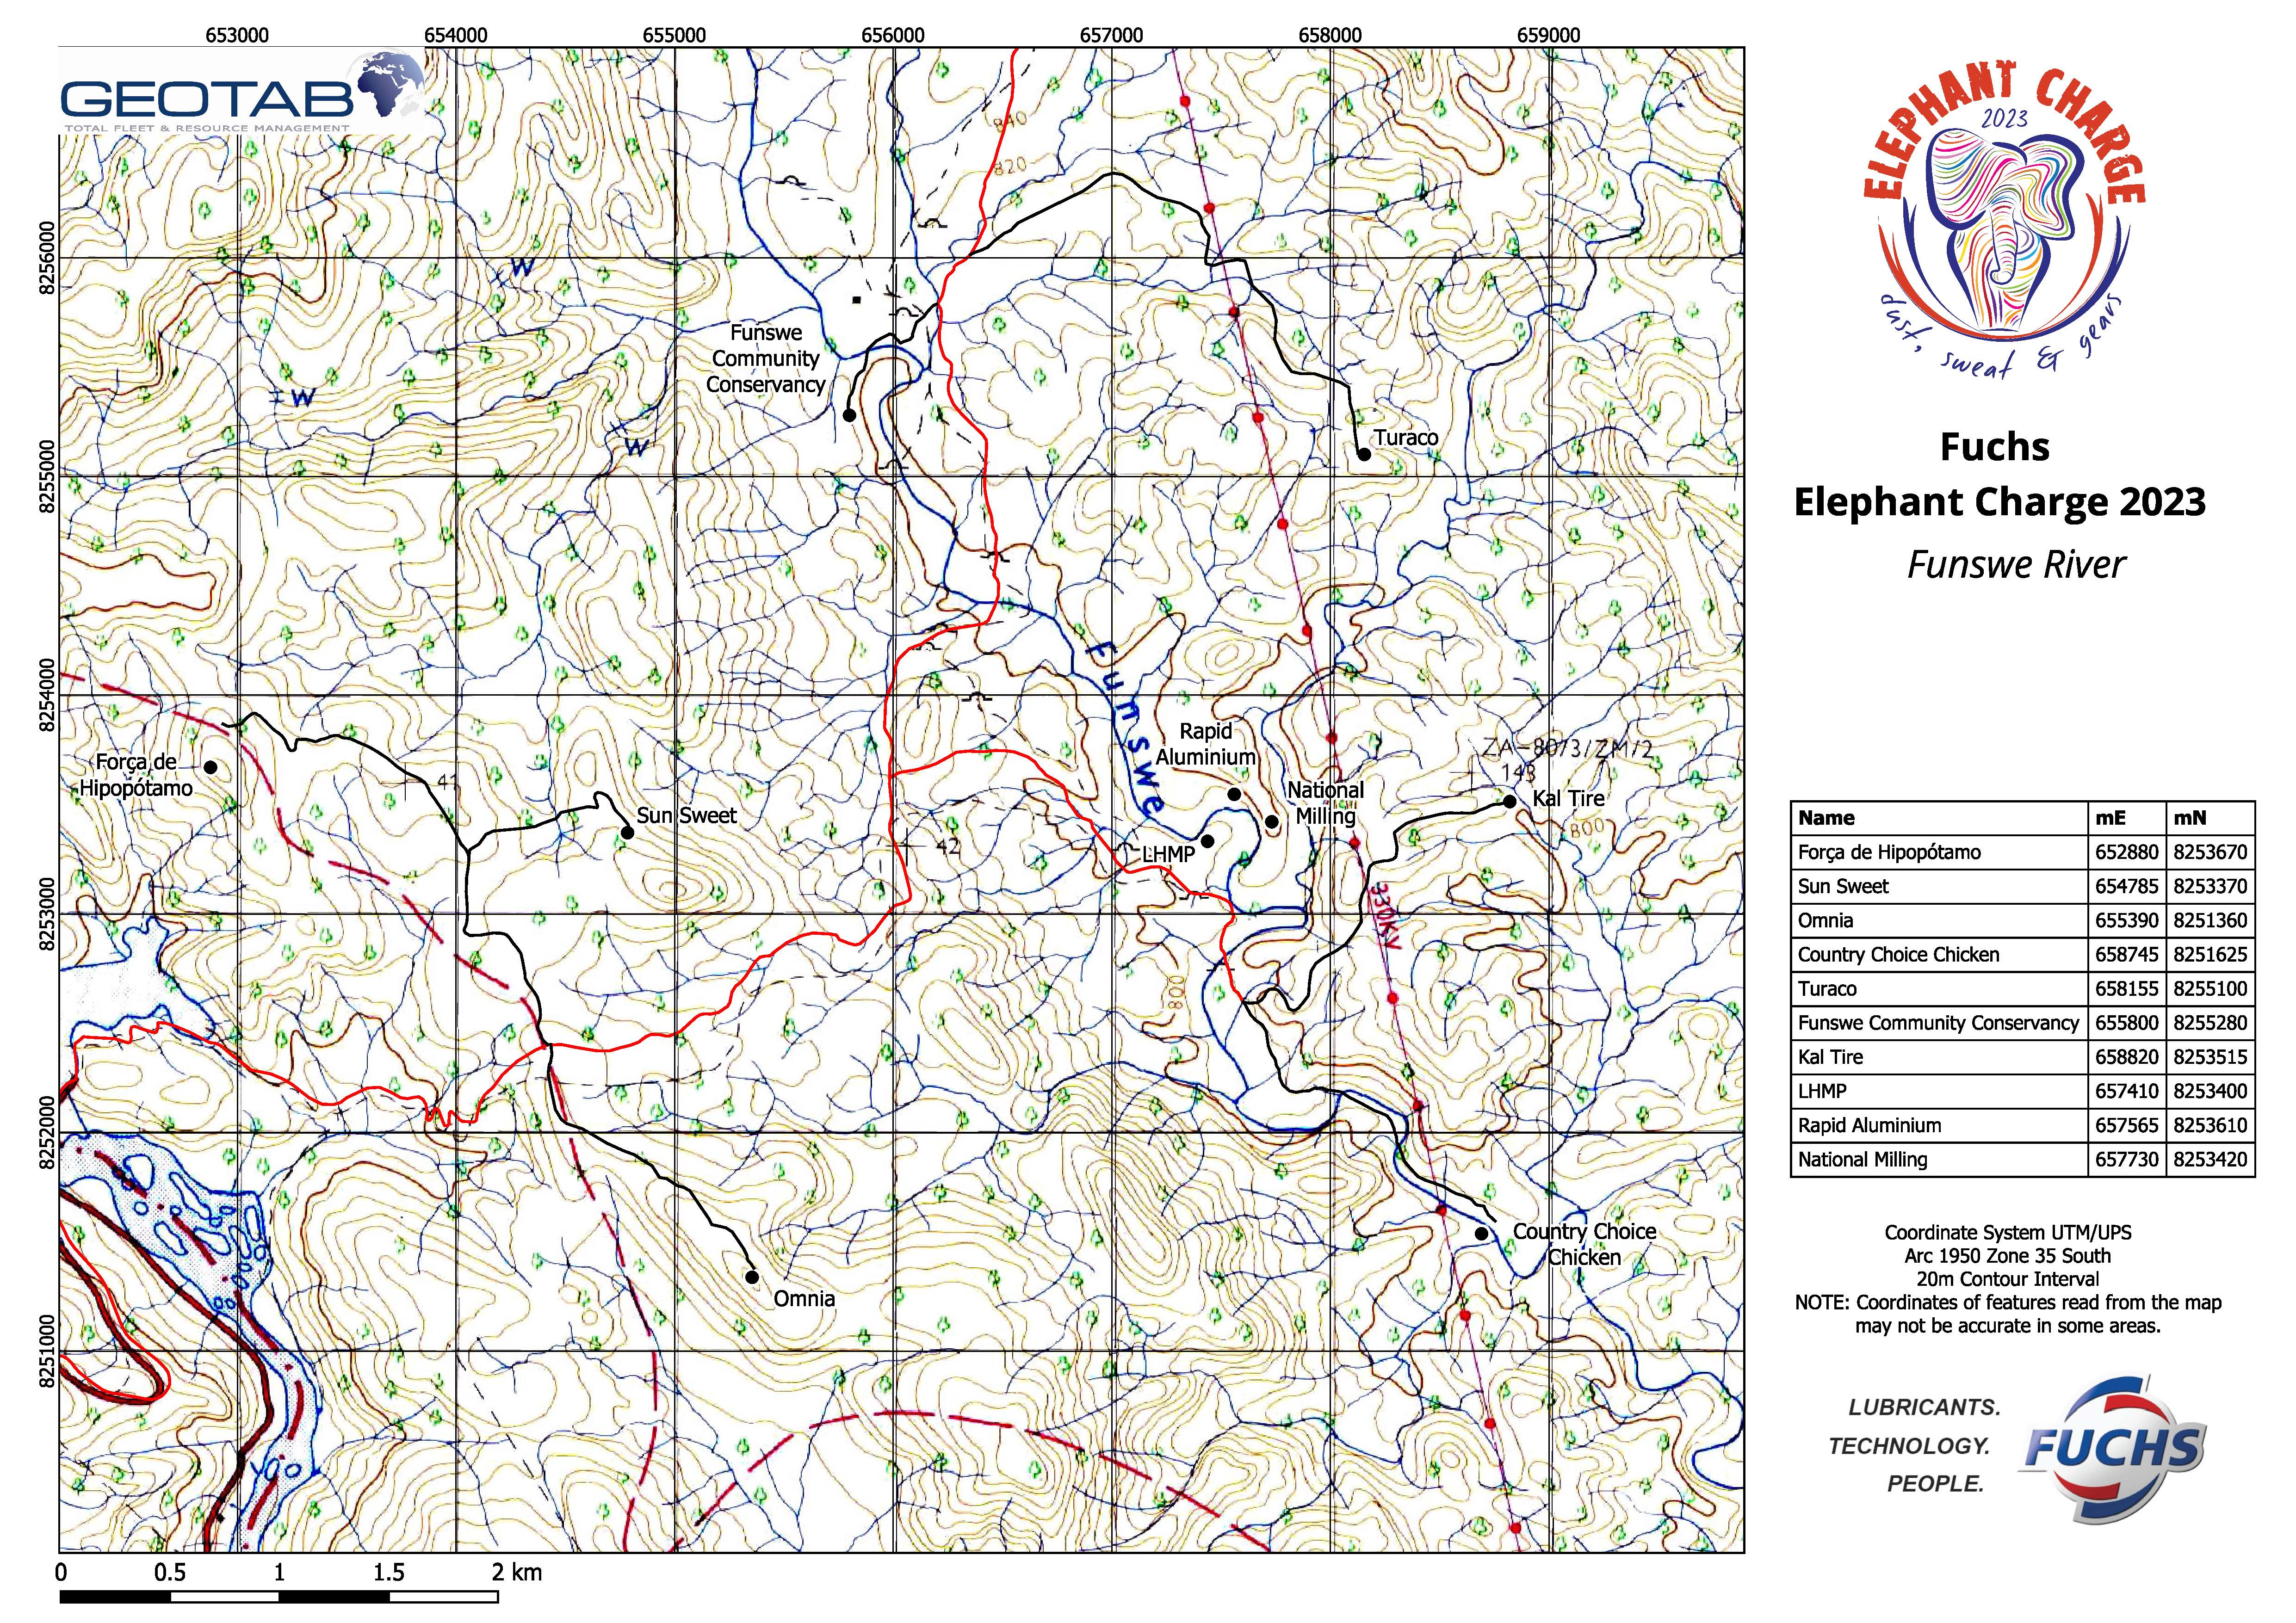 653000 654000 655000 656000 657000 658000 659000
GEOTAB
TOTAL FLEET & RESOURCE MANAGEMENT
840
820
8256000
8255000
8254000
8253000
8252000
8251000
W
W
W
Funswe
Community
Conservancy
Turaco
Funswe
Rapid
Aluminium
National
Milling
LHMP
ZA-8073/ZM/2
143
Kal Tire
800
Força de
Hipopótamo
41
Sun Sweet
42
330KV
800
Country Choice
Chicken
Omnia
0 0.5 1 1.5 2 km
ELEPHANT CHARGE
2023
dust, sweat & gears
Fuchs
Elephant Charge 2023
Funswe River
Name mE mN
Força de Hipopótamo 652880 8253670
Sun Sweet 654785 8253370
Omnia 655390 8251360
Country Choice Chicken 658745 8251625
Turaco 658155 8255100
Funswe Community Conservancy 655800 8255280
Kal Tire 658820 8253515
LHMP 657410 8253400
Rapid Aluminium 657565 8253610
National Milling 657730 8253420
Coordinate System UTM/UPS
Arc 1950 Zone 35 South
20m Contour Interval
NOTE: Coordinates of features read from the map
may not be accurate in some areas.
LUBRICANTS.
TECHNOLOGY.
PEOPLE.
FUCHS